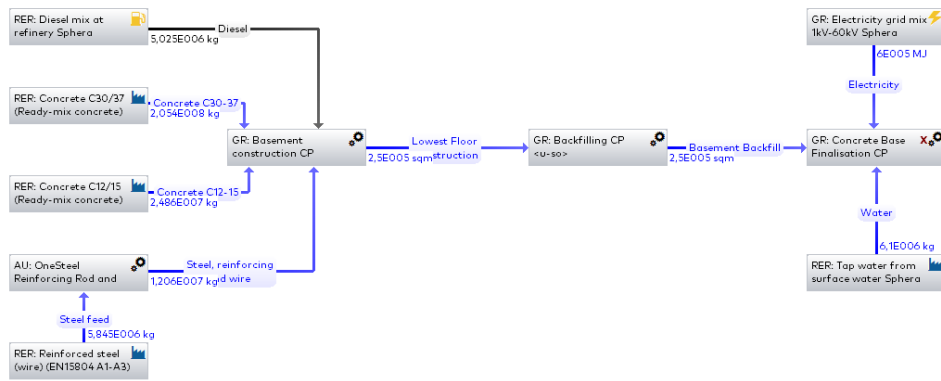 RER: Diesel mix at
refinery Sphera
Diesel
5,025E006 kg
GR: Electricity grid mix
1kV-60kV Sphera
6E005 MJ
Electricity
RER: Concrete C30/37
(Ready-mix concrete)
Concrete C30-37
2,054E008 kg
GR: Basement
construction CP
Lowest Floor
2,5E005 sqm
GR: Backfilling CP
<u-so>
Basement Backfill
2,5E005 sqm
GR: Concrete Base
Finalisation CP
X
RER: Concrete C12/15
(Ready-mix concrete)
Concrete C12-15
2,486E007 kg
Water
6,1E006 kg
AU: OneSteel
Reinforcing Rod and
Steel, reinforcing
wire
1,206E007 kg
RER: Tap water from
surface water Sphera
Steel feed
5,845E006 kg
RER: Reinforced steel
(wire) (EN15804 A1-A3)